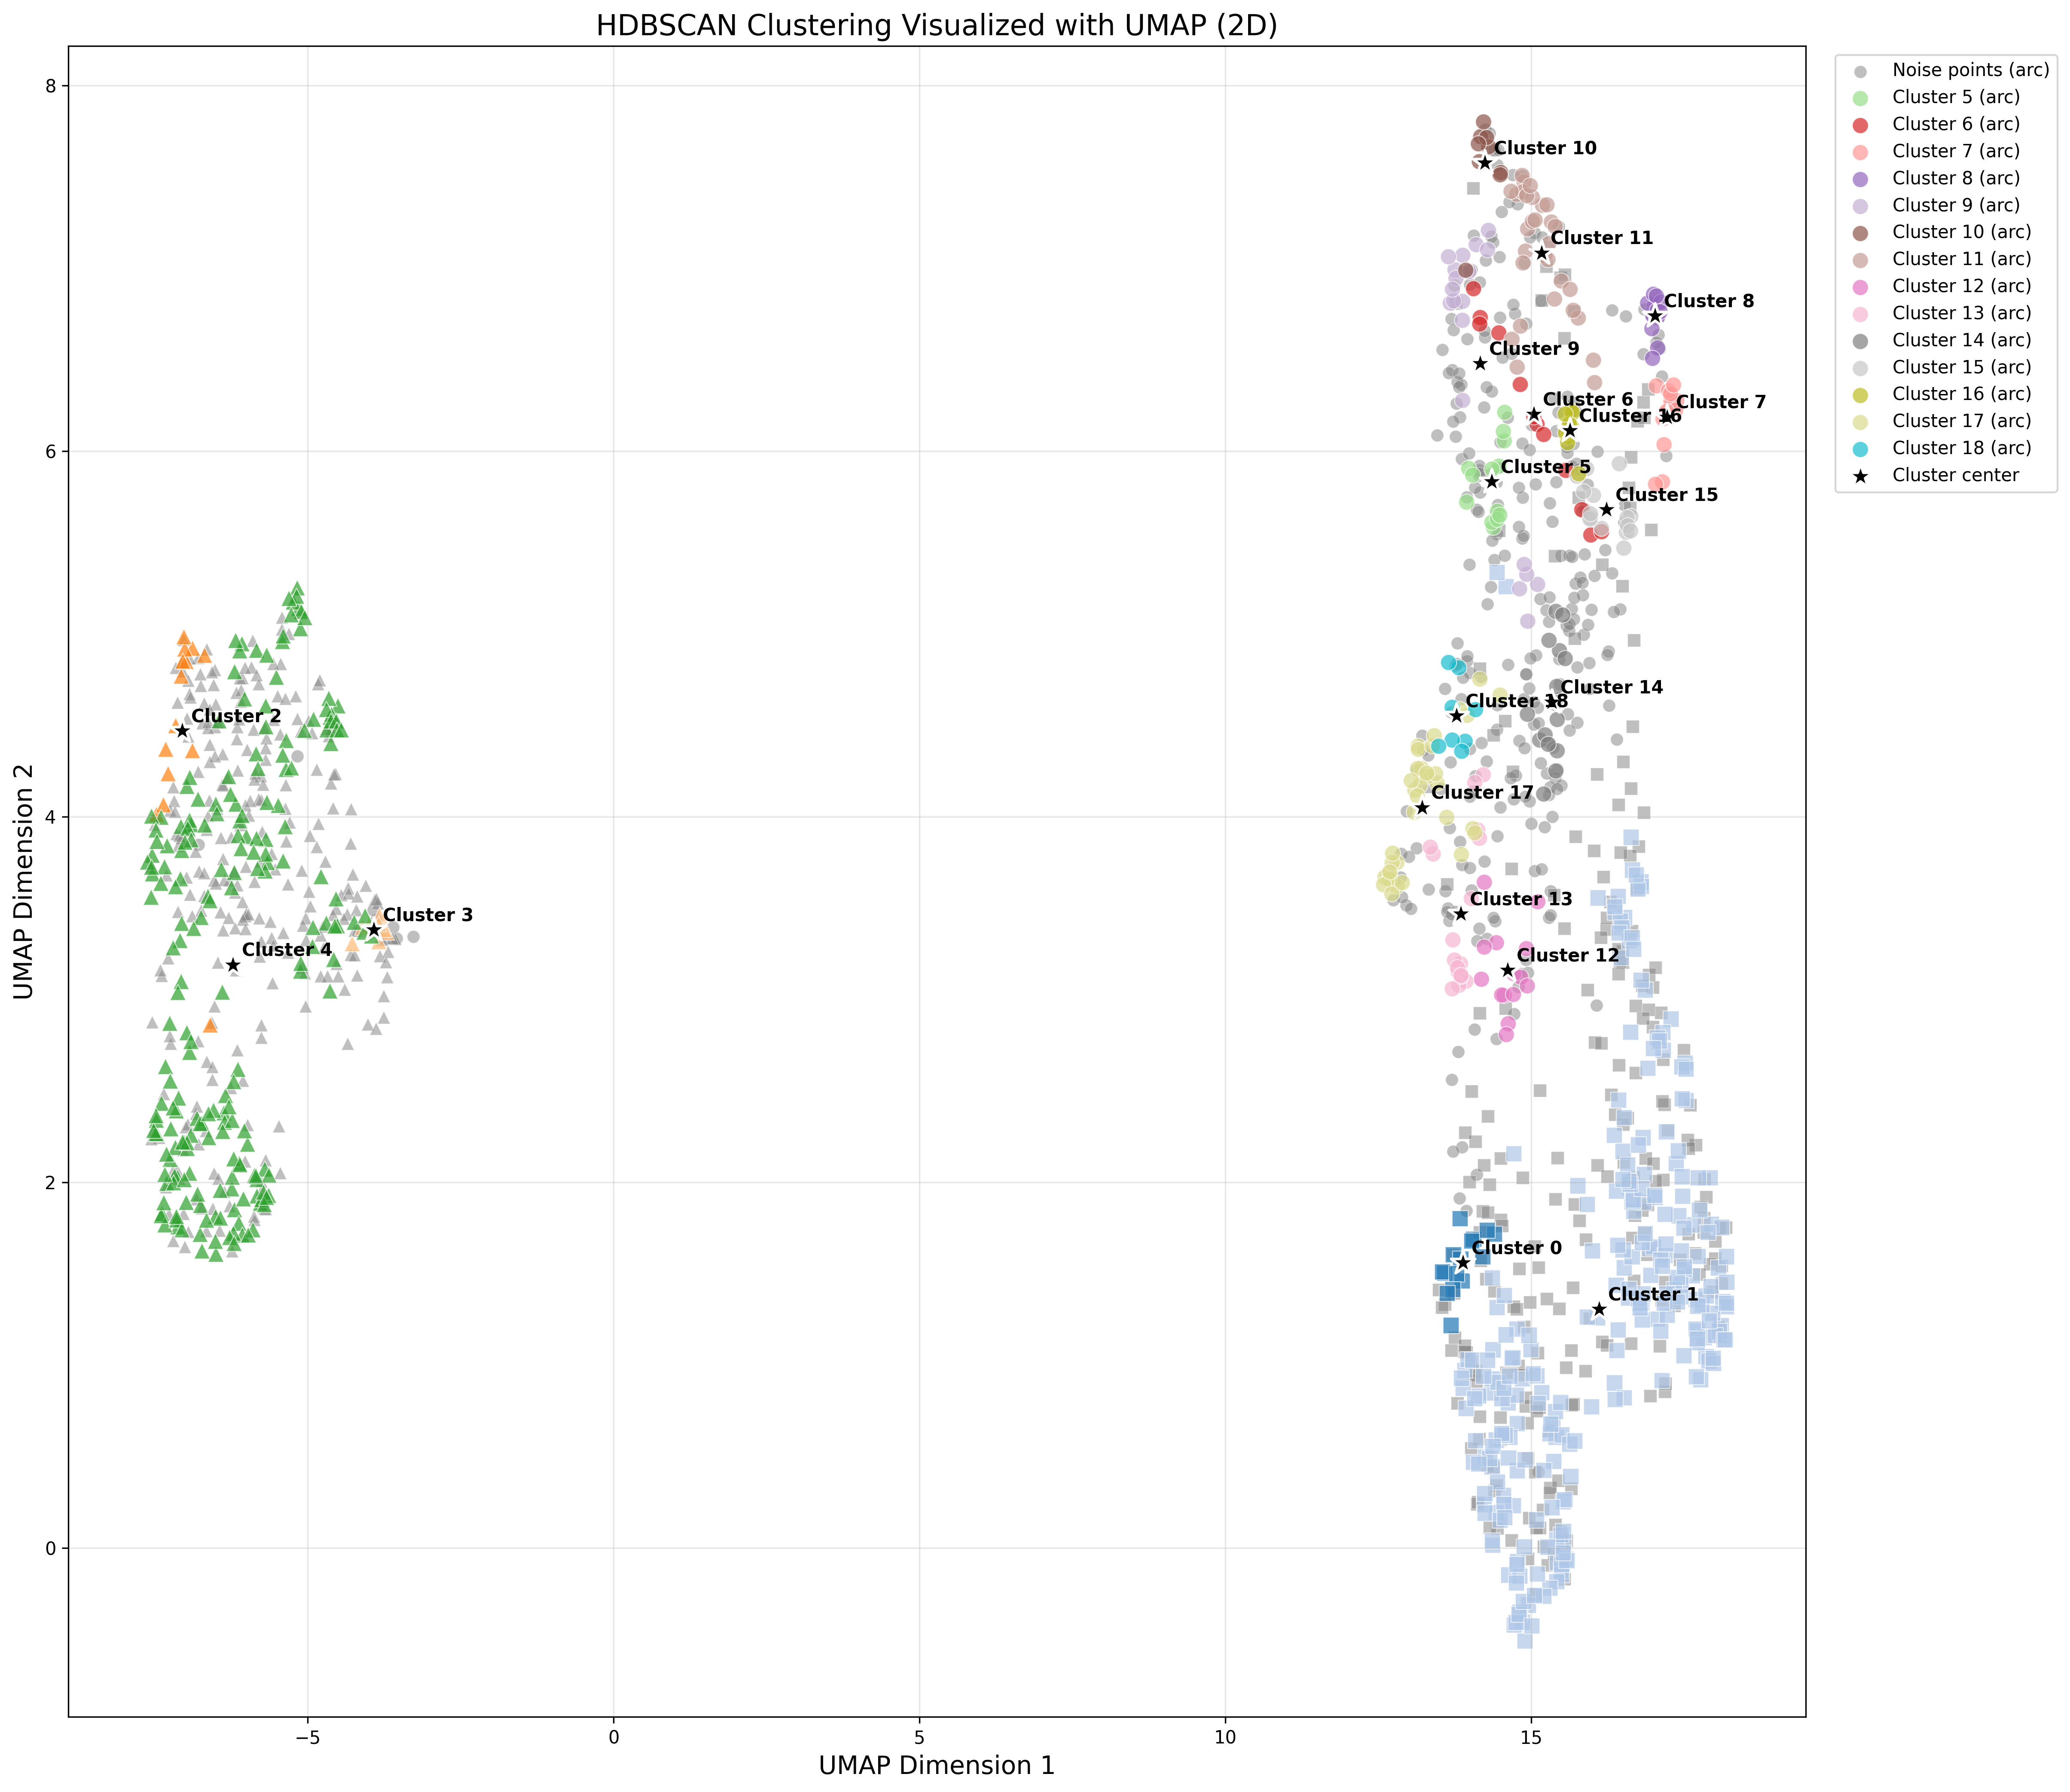 HDBSCAN Clustering Visualized with UMAP (2D)
Noise points (arc)
Cluster 5 (arc)
Cluster 6 (arc)
Cluster 7 (arc)
Cluster 8 (arc)
Cluster 9 (arc)
Cluster 10 (arc)
Cluster 11 (arc)
Cluster 12 (arc)
Cluster 13 (arc)
Cluster 14 (arc)
Cluster 15 (arc)
Cluster 16 (arc)
Cluster 17 (arc)
Cluster 18 (arc)
Cluster center
Cluster 10
Cluster 11
Cluster 8
Cluster 9
Cluster 6
Cluster 7
Cluster 16
Cluster 5
Cluster 15
Cluster 14
Cluster 18
Cluster 2
Cluster 17
Cluster 13
Cluster 3
Cluster 4
Cluster 12
Cluster 0
Cluster 1
8
6
4
2
0
UMAP Dimension 2
−5
0
5
10
15
UMAP Dimension 1